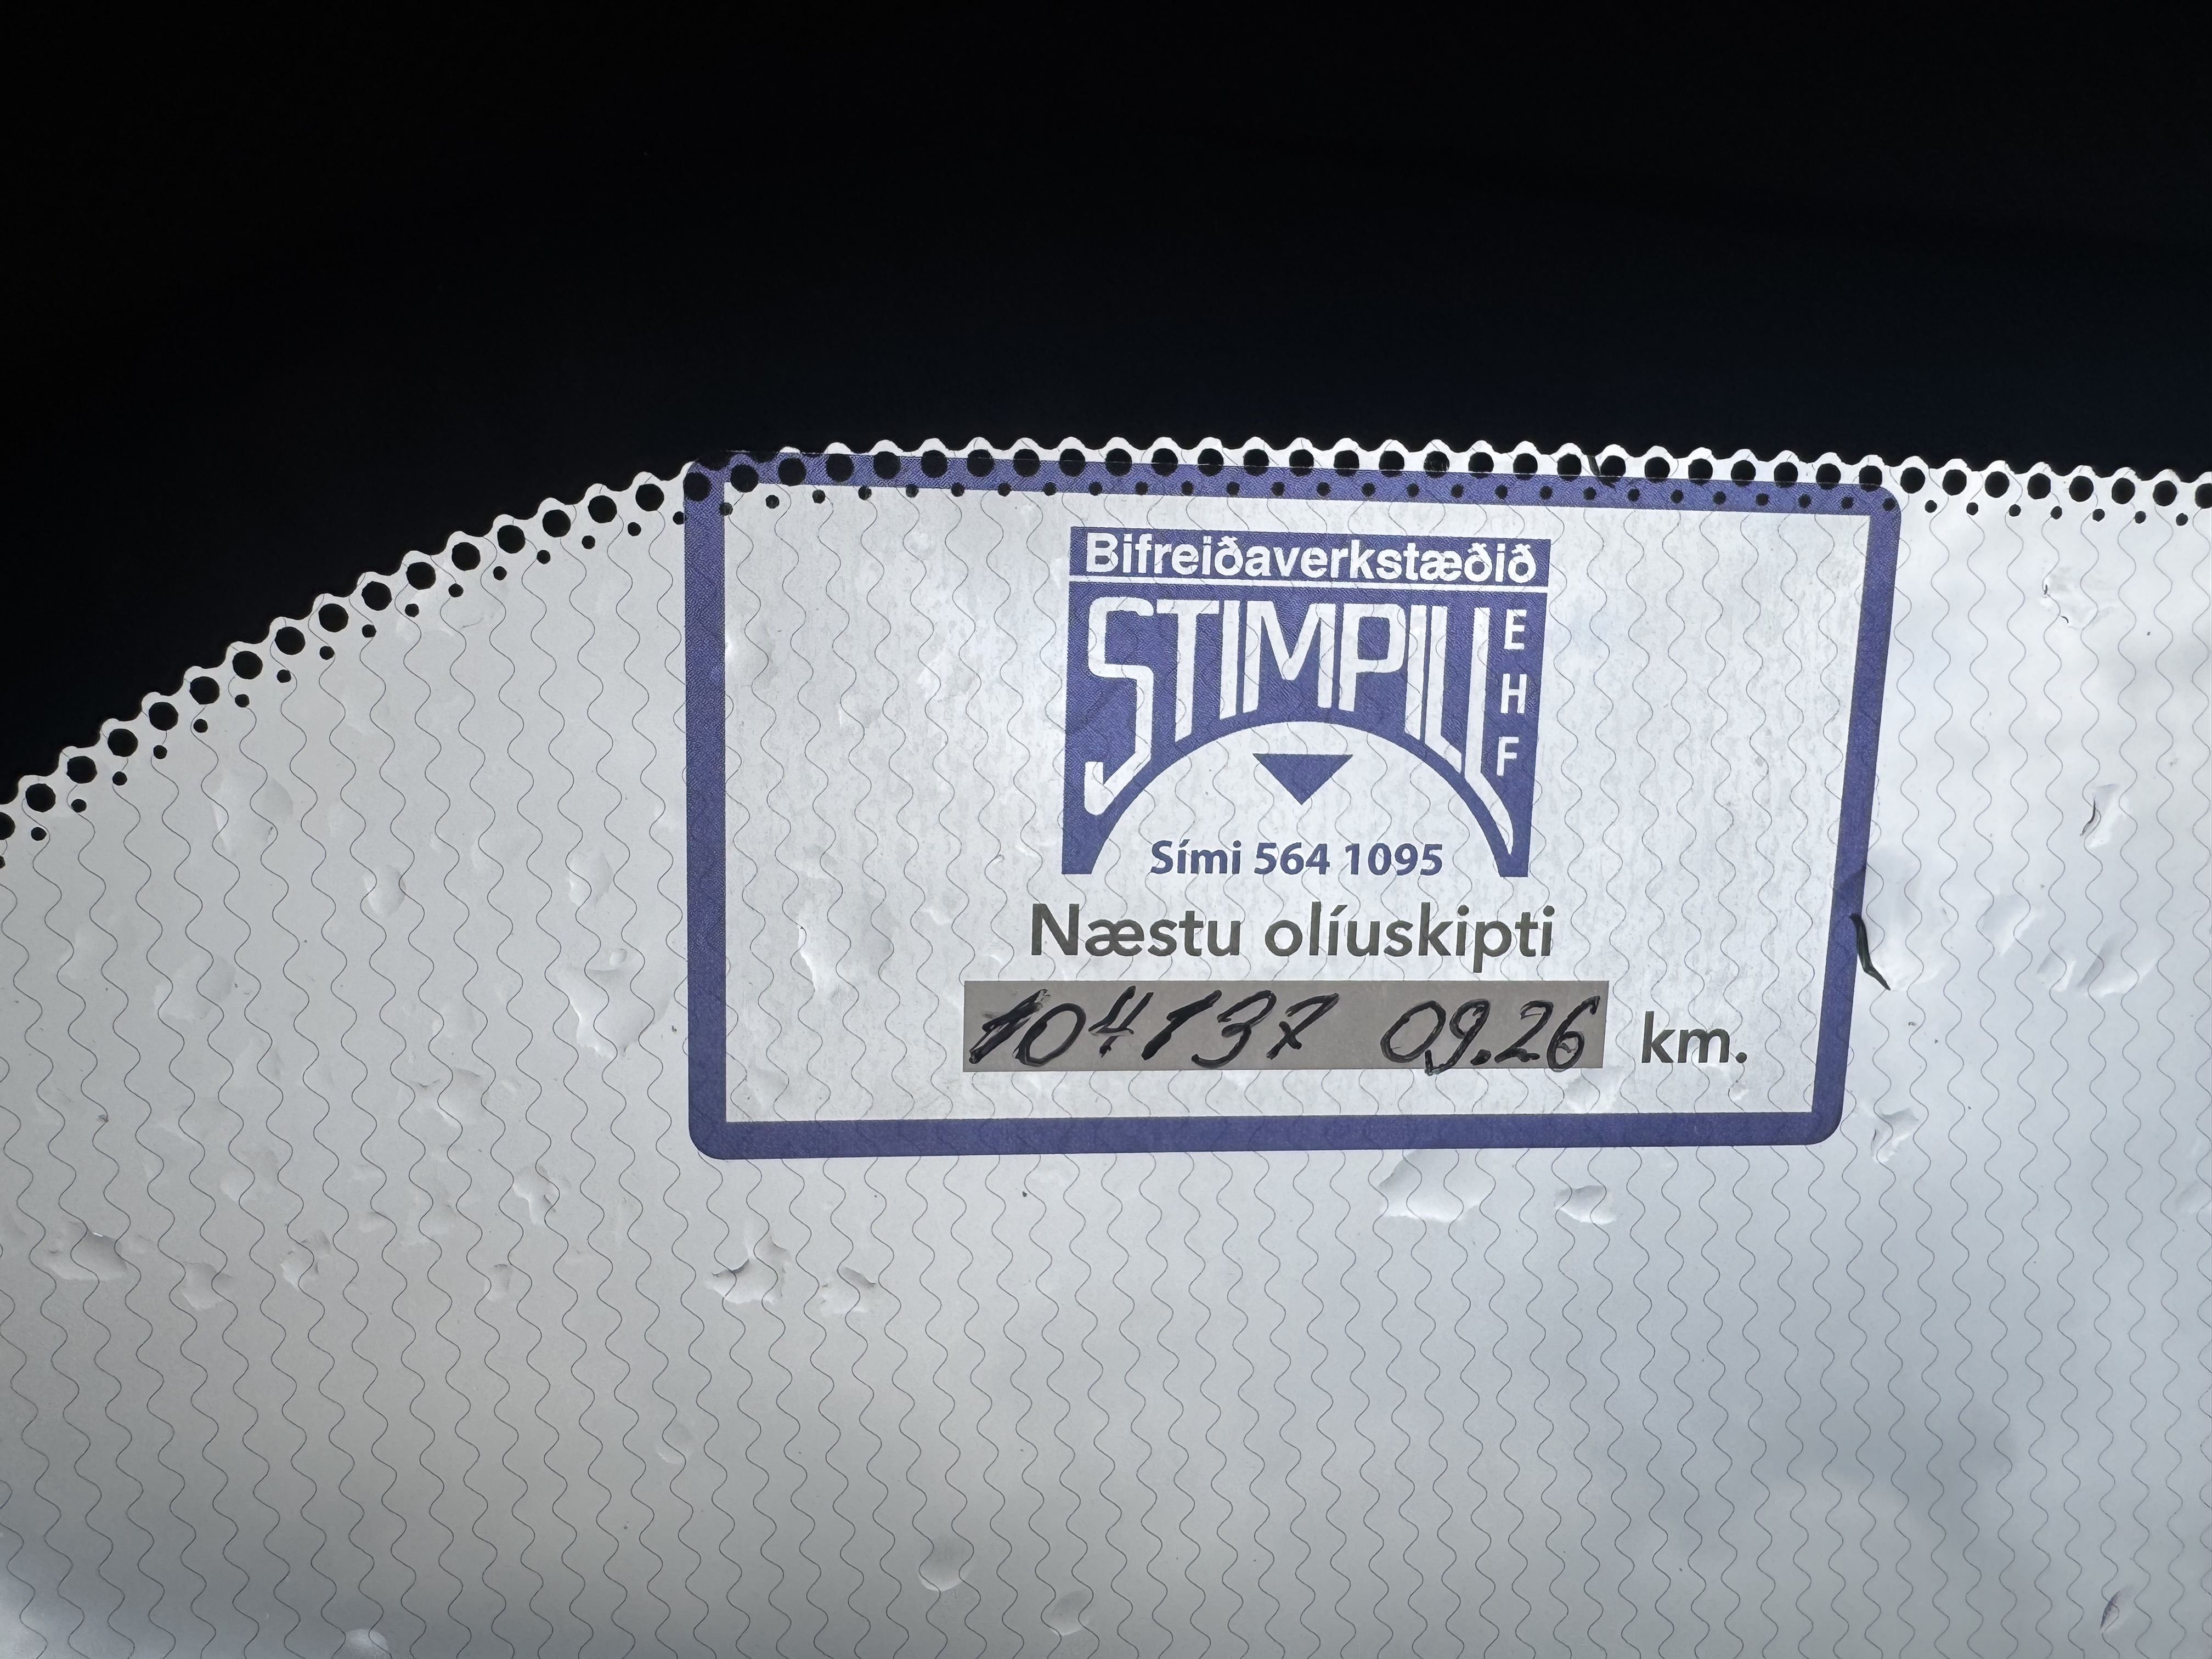 Bifreiðaverkstæðið
STIMPILL EHF
Sími 564 1095
Næstu olíuskipti
104137 09.26 km.